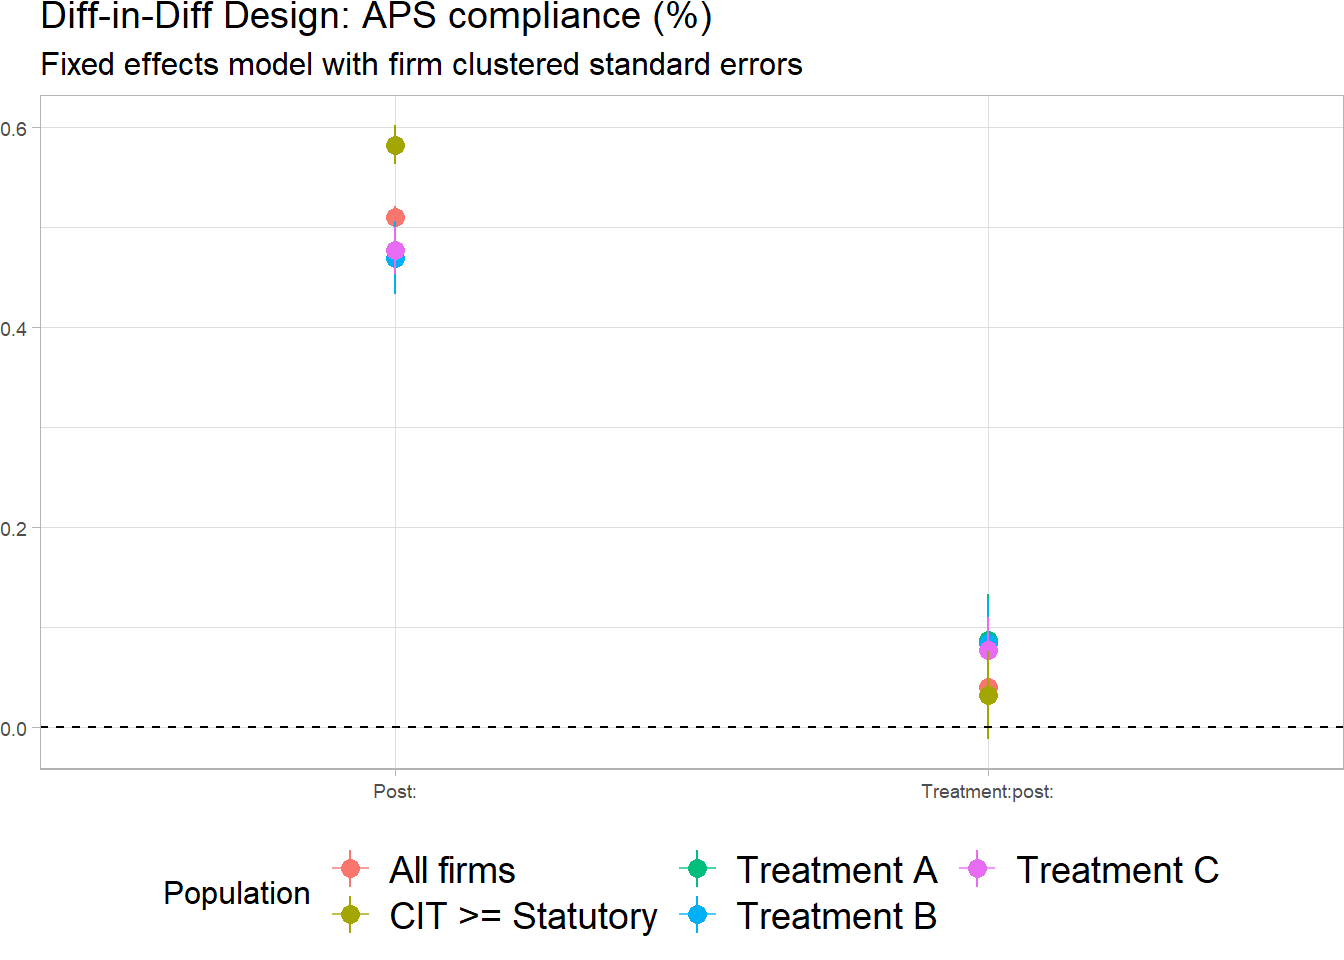 Diff-in-Diff Design: APS compliance (%)
Fixed effects model with firm clustered standard errors
0.6
0.4
0.2
0.0
Post:
Treatment:post:
Population
All firms
CIT >= Statutory
Treatment A
Treatment B
Treatment C